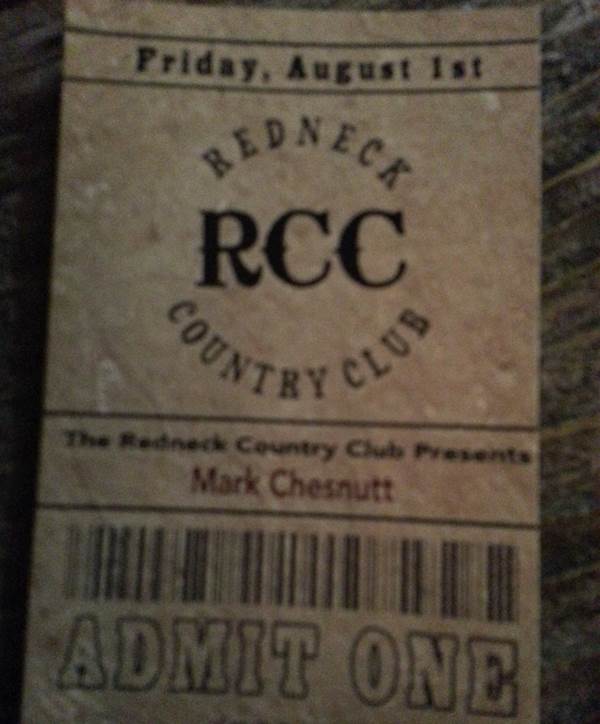 Friday, August 1st
REDNECK
RCC
COUNTRY CLUB
The Redneck Country Club Presents
Mark Chesnutt
ADMIT ONE